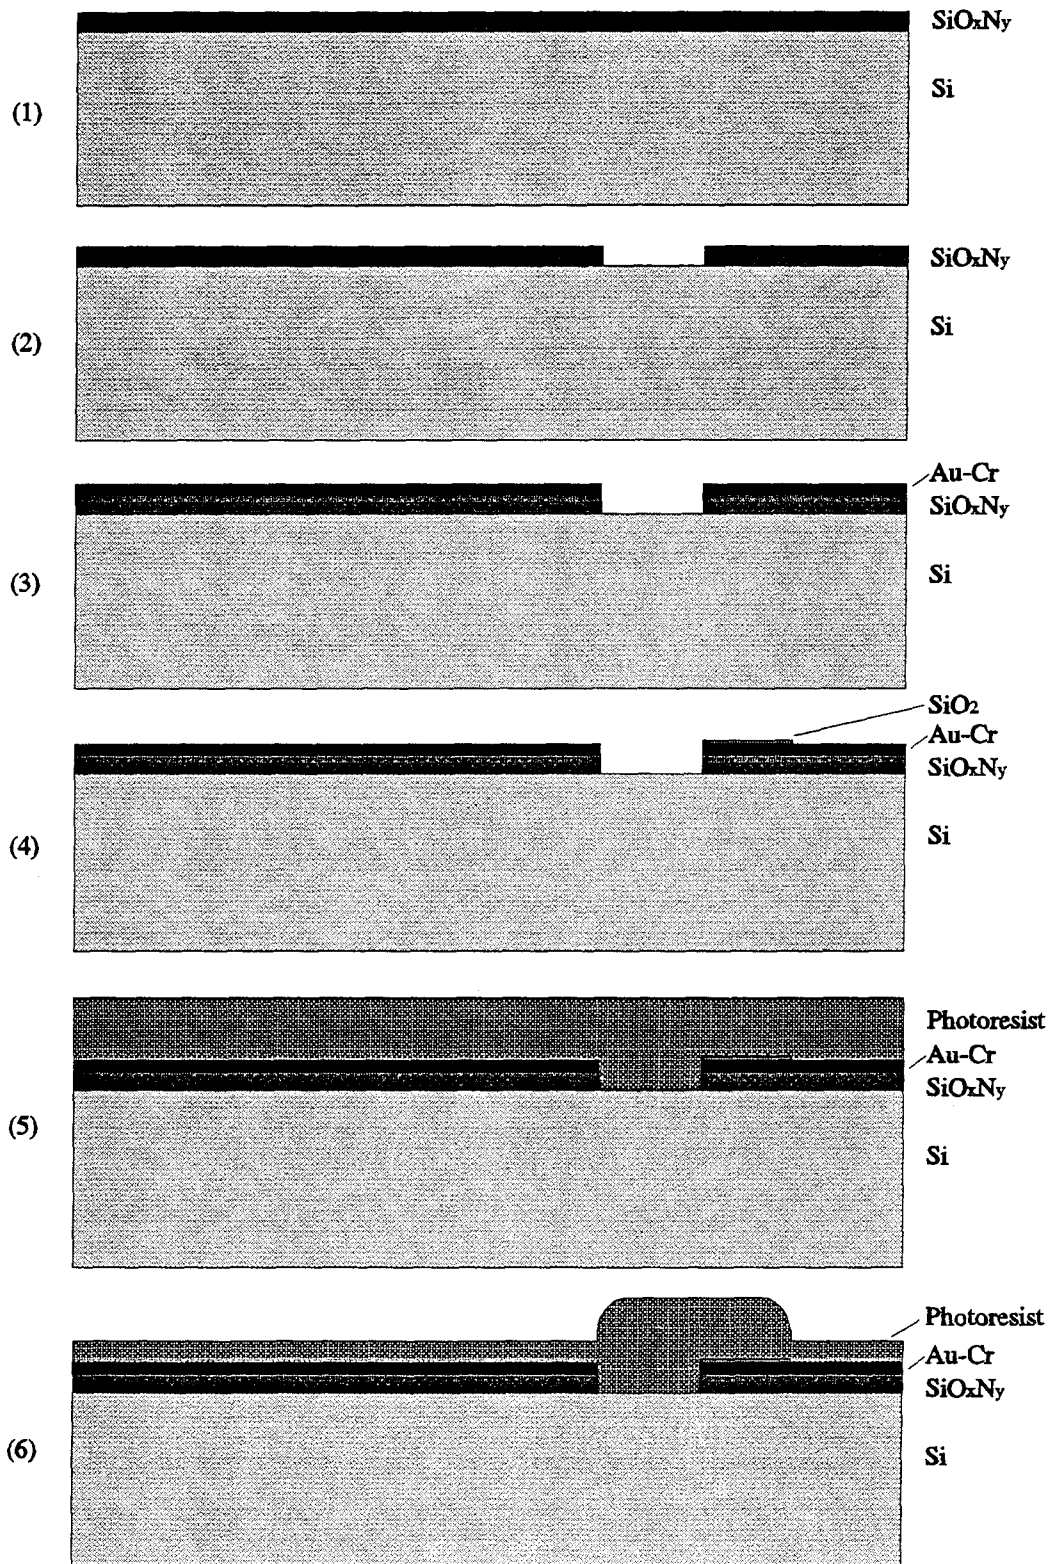 SiOxNy
Si
(1)
SiOxNy
Si
(2)
Au-Cr
SiOxNy
Si
(3)
SiO2
Au-Cr
SiOxNy
Si
(4)
Photoresist
Au-Cr
SiOxNy
Si
(5)
Photoresist
Au-Cr
SiOxNy
Si
(6)